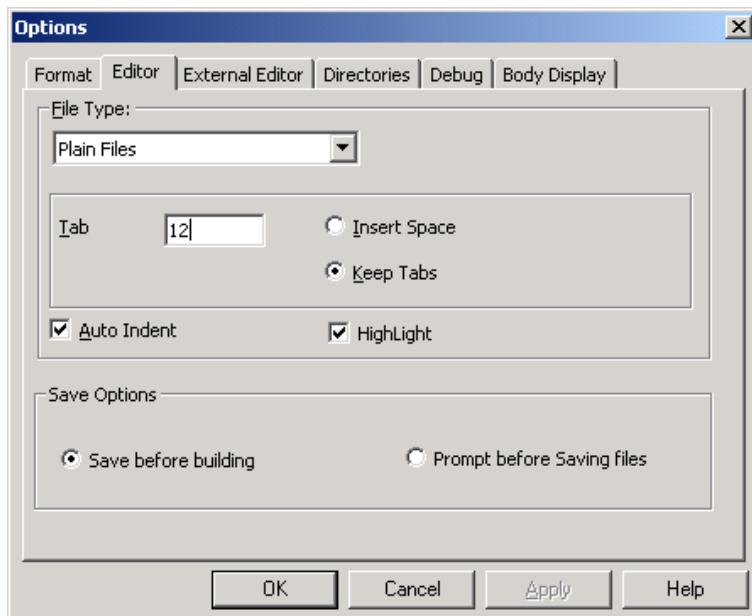 Options
Format Editor External Editor Directories Debug Body Display
File Type:
Plain Files
Tab 12 Insert Space
Keep Tabs
Auto Indent HighLight
Save Options
Save before building Prompt before Saving files
OK Cancel Apply Help